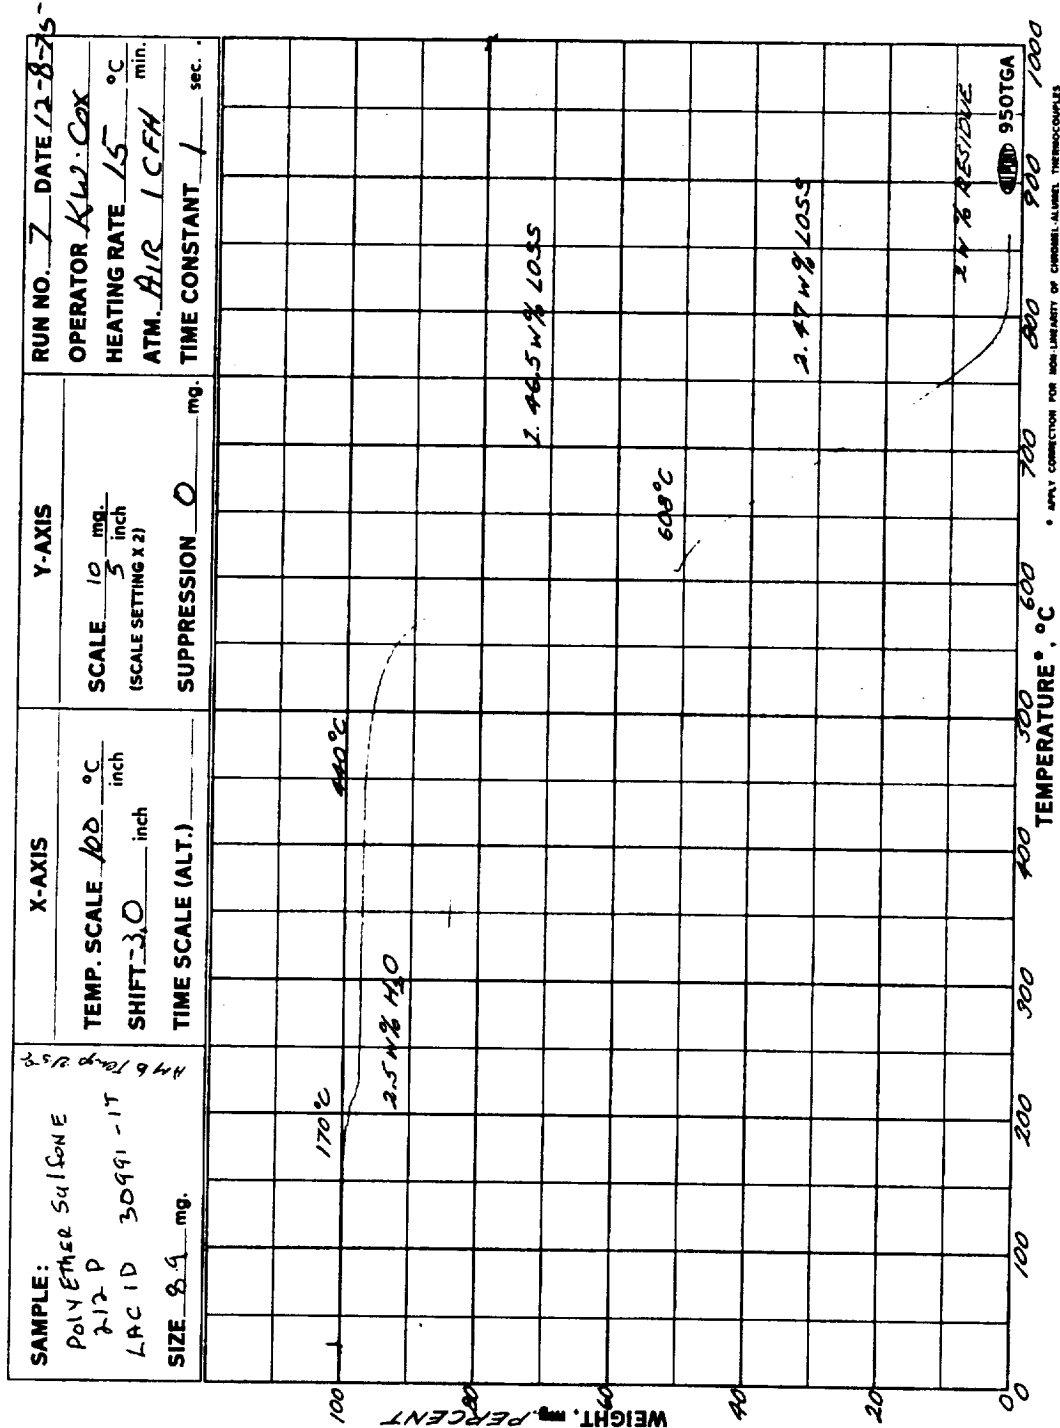 SAMPLE:
PolyEther Sulfone
212 P
LAC ID 30991-1T
SIZE 8.9 mg.
X-AXIS
TEMP. SCALE 100 °C
inch
SHIFT -3.0 inch
TIME SCALE (ALT.)
Y-AXIS
SCALE 10 mg.
5 inch
(SCALE SETTING X 2)
SUPPRESSION 0 mg.
RUN NO. 7 DATE 12-8-75
OPERATOR KW. Cox
HEATING RATE 15 °C
min.
ATM. AIR 1 CFH
TIME CONSTANT 1 sec.
170°C
2.5 W% H2O
440°C
608°C
1. 46.5 W% LOSS
2. 47 W% LOSS
2 W % RESIDUE
950TGA
WEIGHT, mg. PERCENT
100
80
60
40
20
0
0 100 200 300 400 500 600 700 800 900 1000
TEMPERATURE*, °C
* APPLY CORRECTION FOR NON-LINEARITY OF CHROMEL-ALUMEL THERMOCOUPLES